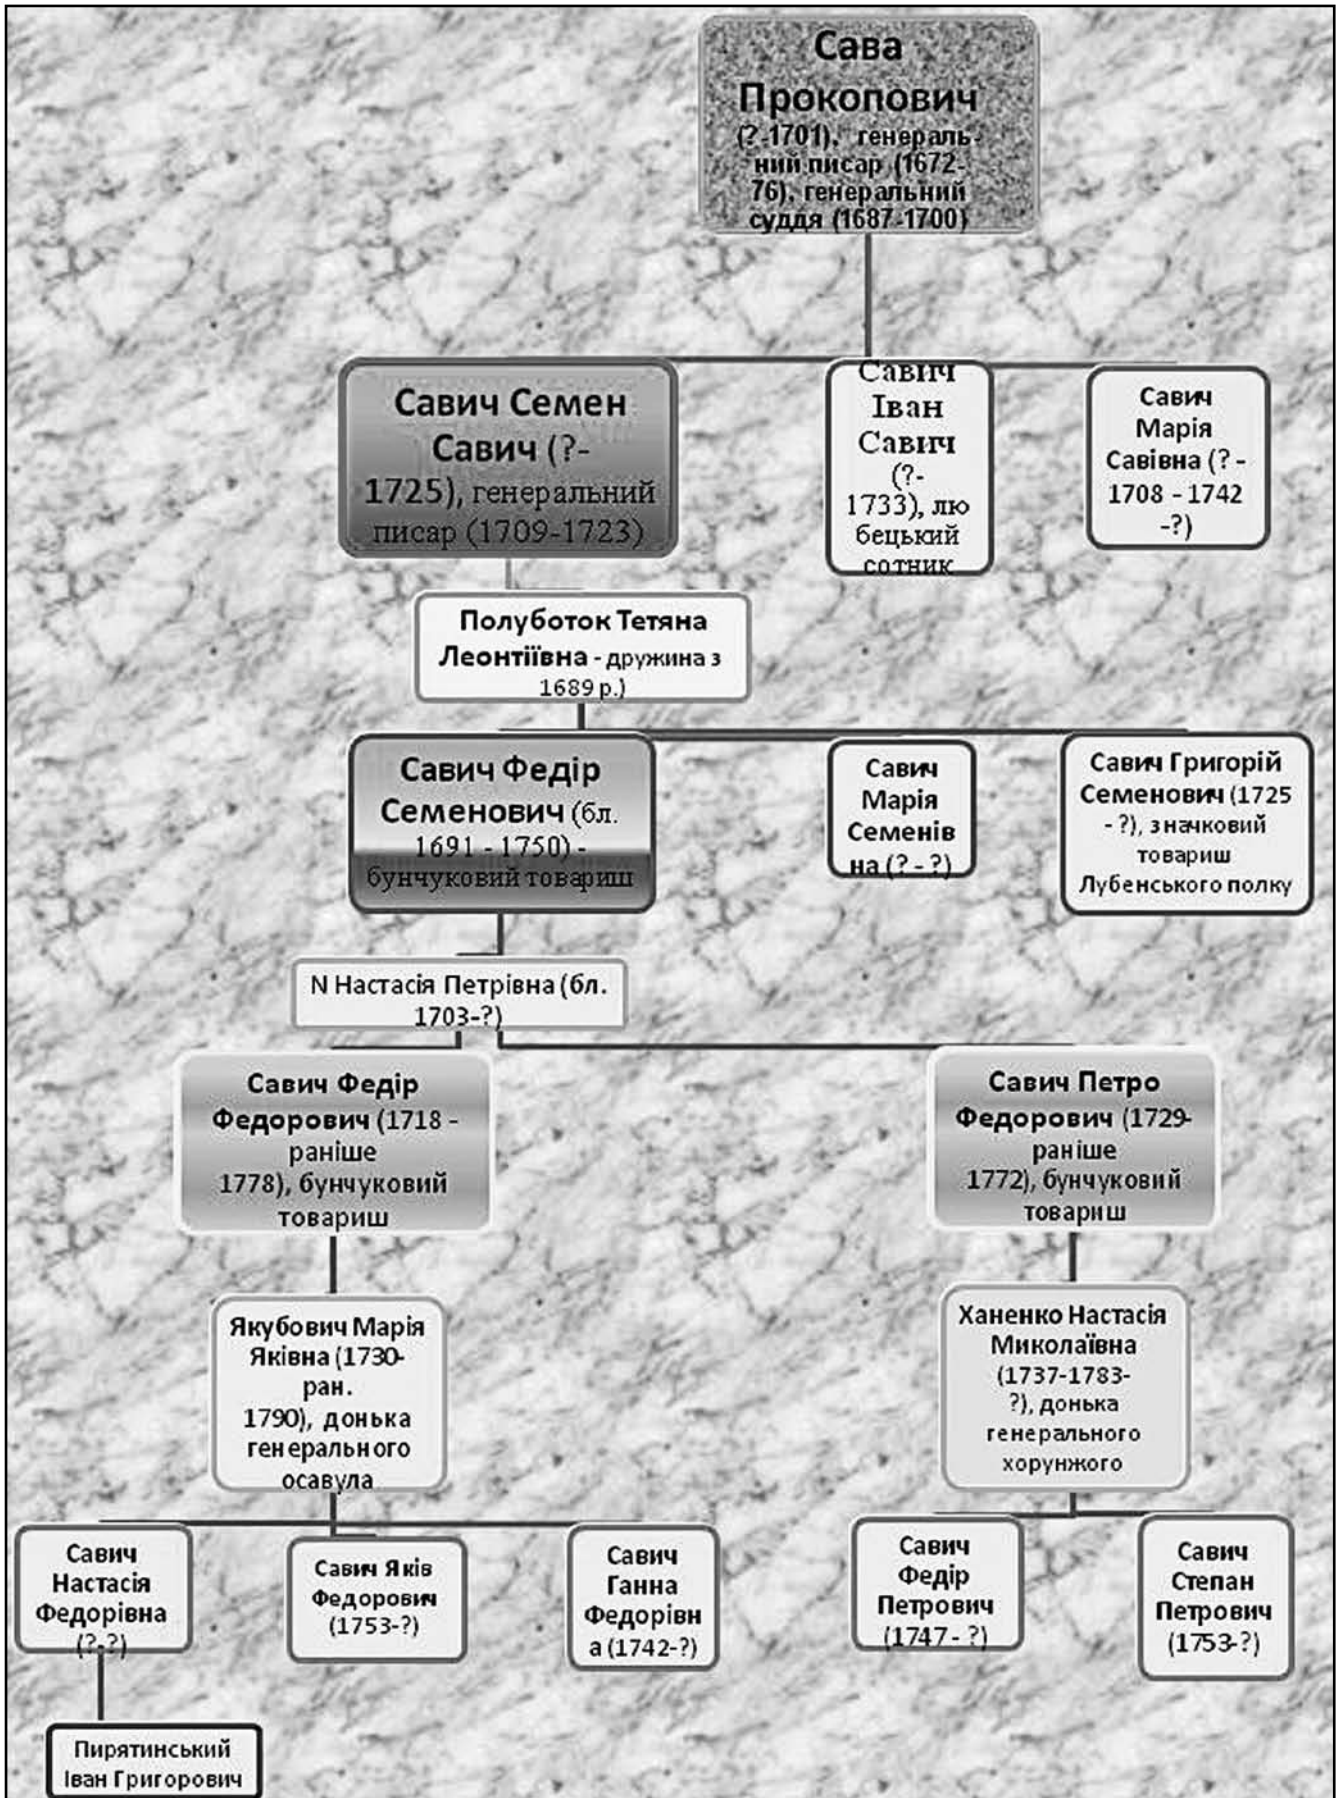 Сава
Прокопович
(?-1701), генераль-
ний писар (1672-
76), генеральний
суддя (1687-1700)
Савич Семен
Савич (?-
1725), генеральний
писар (1709-1723)
Савич
Іван
Савич
(?-
1733), лю
бецький
сотник
Савич
Марія
Савівна (? -
1708 - 1742
-?)
Полуботок Тетяна
Леонтіївна - дружина з
1689 р.)
Савич Федір
Семенович (бл.
1691 - 1750) -
бунчуковий товариш
Савич
Марія
Семенів
на (? - ?)
Савич Григорій
Семенович (1725
- ?), значковий
товариш
Лубенського полку
N Настасія Петрівна (бл.
1703-?)
Савич Федір
Федорович (1718 -
раніше
1778), бунчуковий
товариш
Савич Петро
Федорович (1729-
раніше
1772), бунчуковий
товариш
Якубович Марія
Яківна (1730-
ран.
1790), донька
генерального
осавула
Ханенко Настасія
Миколаївна
(1737-1783-
?), донька
генерального
хорунжого
Савич
Настасія
Федорівна
(?-?)
Савич Яків
Федорович
(1753-?)
Савич
Ганна
Федорівн
а (1742-?)
Савич
Федір
Петрович
(1747 - ?)
Савич
Степан
Петрович
(1753-?)
Пирятинський
Іван Григорович